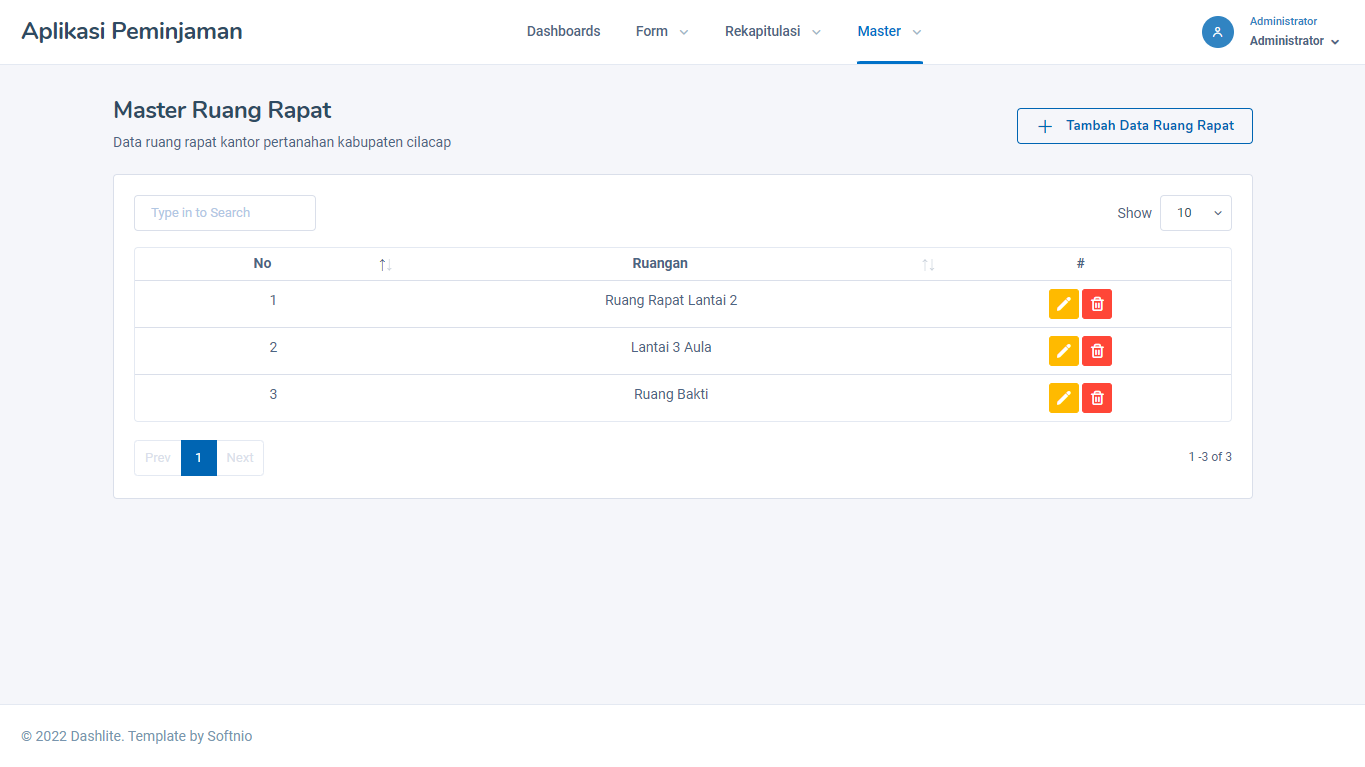 Aplikasi Peminjaman
Dashboards Form Rekapitulasi Master
Administrator
Administrator
Master Ruang Rapat
Data ruang rapat kantor pertanahan kabupaten cilacap
Tambah Data Ruang Rapat
Type in to Search
Show 10
No Ruangan #
1 Ruang Rapat Lantai 2
2 Lantai 3 Aula
3 Ruang Bakti
Prev 1 Next
1 -3 of 3
© 2022 Dashlite. Template by Softnio